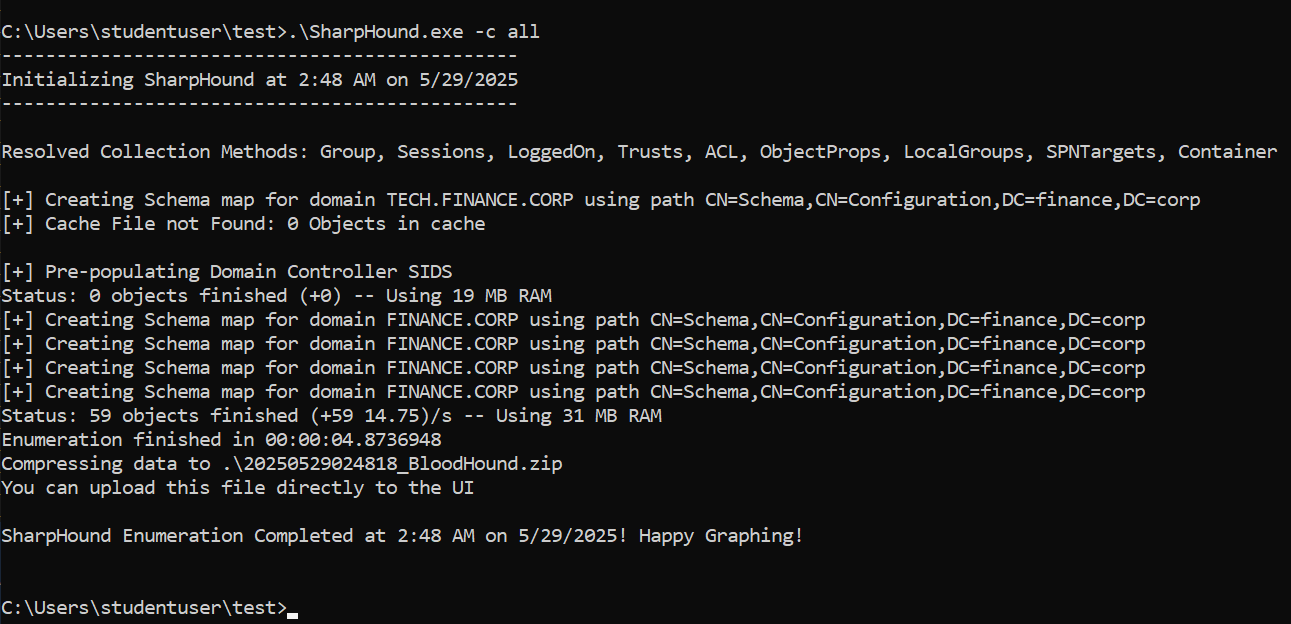 C:\Users\studentuser\test>.\SharpHound.exe -c all
-----------------------------------------------
Initializing SharpHound at 2:48 AM on 5/29/2025
-----------------------------------------------
Resolved Collection Methods: Group, Sessions, LoggedOn, Trusts, ACL, ObjectProps, LocalGroups, SPNTargets, Container
[+] Creating Schema map for domain TECH.FINANCE.CORP using path CN=Schema,CN=Configuration,DC=finance,DC=corp
[+] Cache File not Found: 0 Objects in cache
[+] Pre-populating Domain Controller SIDS
Status: 0 objects finished (+0) -- Using 19 MB RAM
[+] Creating Schema map for domain FINANCE.CORP using path CN=Schema,CN=Configuration,DC=finance,DC=corp
[+] Creating Schema map for domain FINANCE.CORP using path CN=Schema,CN=Configuration,DC=finance,DC=corp
[+] Creating Schema map for domain FINANCE.CORP using path CN=Schema,CN=Configuration,DC=finance,DC=corp
[+] Creating Schema map for domain FINANCE.CORP using path CN=Schema,CN=Configuration,DC=finance,DC=corp
Status: 59 objects finished (+59 14.75)/s -- Using 31 MB RAM
Enumeration finished in 00:00:04.8736948
Compressing data to .\20250529024818_BloodHound.zip
You can upload this file directly to the UI
SharpHound Enumeration Completed at 2:48 AM on 5/29/2025! Happy Graphing!
C:\Users\studentuser\test>